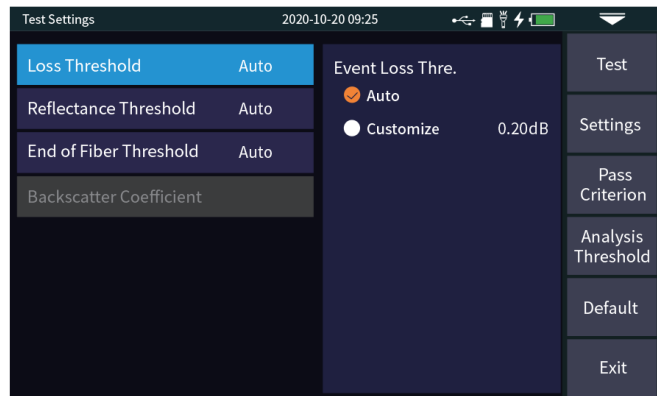 Test Settings 2020-10-20 09:25
Loss Threshold Auto
Reflectance Threshold Auto
End of Fiber Threshold Auto
Backscatter Coefficient
Event Loss Thre.
Auto
Customize 0.20dB
Test
Settings
Pass
Criterion
Analysis
Threshold
Default
Exit